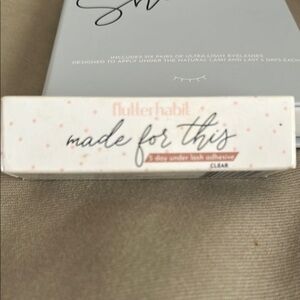 INCLUDES SIX PAIRS OF ULTRA-LIGHT EYELASHES
DESIGNED TO APPLY UNDER THE NATURAL LASH AND LAST 5 DAYS EACH
flutterhabit
made for this
5 day under lash adhesive
CLEAR